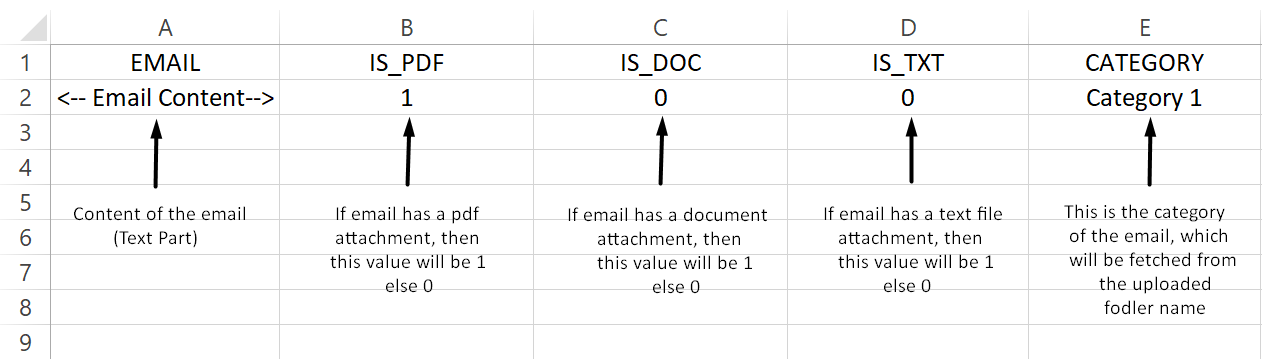 A B C D E
1 EMAIL IS_PDF IS_DOC IS_TXT CATEGORY
2 <-- Email Content--> 1 0 0 Category 1
3
4
5
6
7
8
9
Content of the email
(Text Part)
If email has a pdf
attachment, then
this value will be 1
else 0
If email has a document
attachment, then
this value will be 1
else 0
If email has a text file
attachment, then
this value will be 1
else 0
This is the category
of the email, which
will be fetched from
the uploaded
fodler name